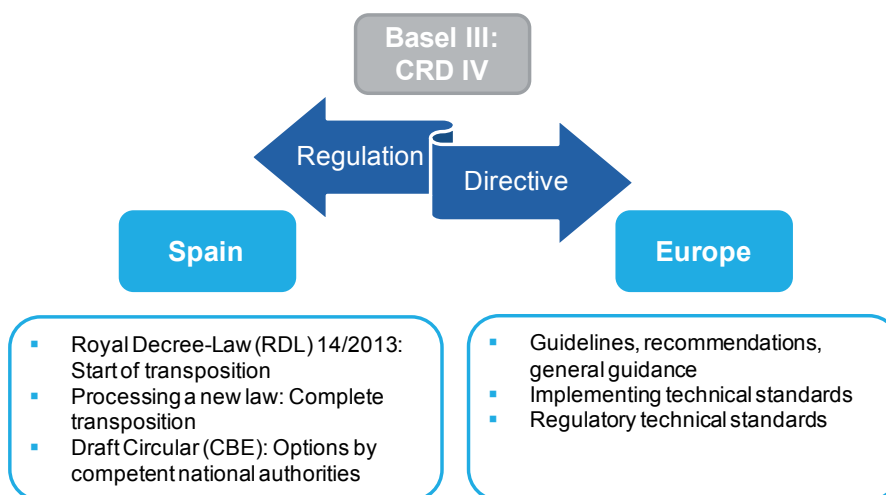 Basel III:
CRD IV
Regulation
Directive
Spain
Europe
▪ Royal Decree-Law (RDL) 14/2013:
Start of transposition
▪ Processing a new law: Complete
transposition
▪ Draft Circular (CBE): Options by
competent national authorities
▪ Guidelines, recommendations,
general guidance
▪ Implementing technical standards
▪ Regulatory technical standards